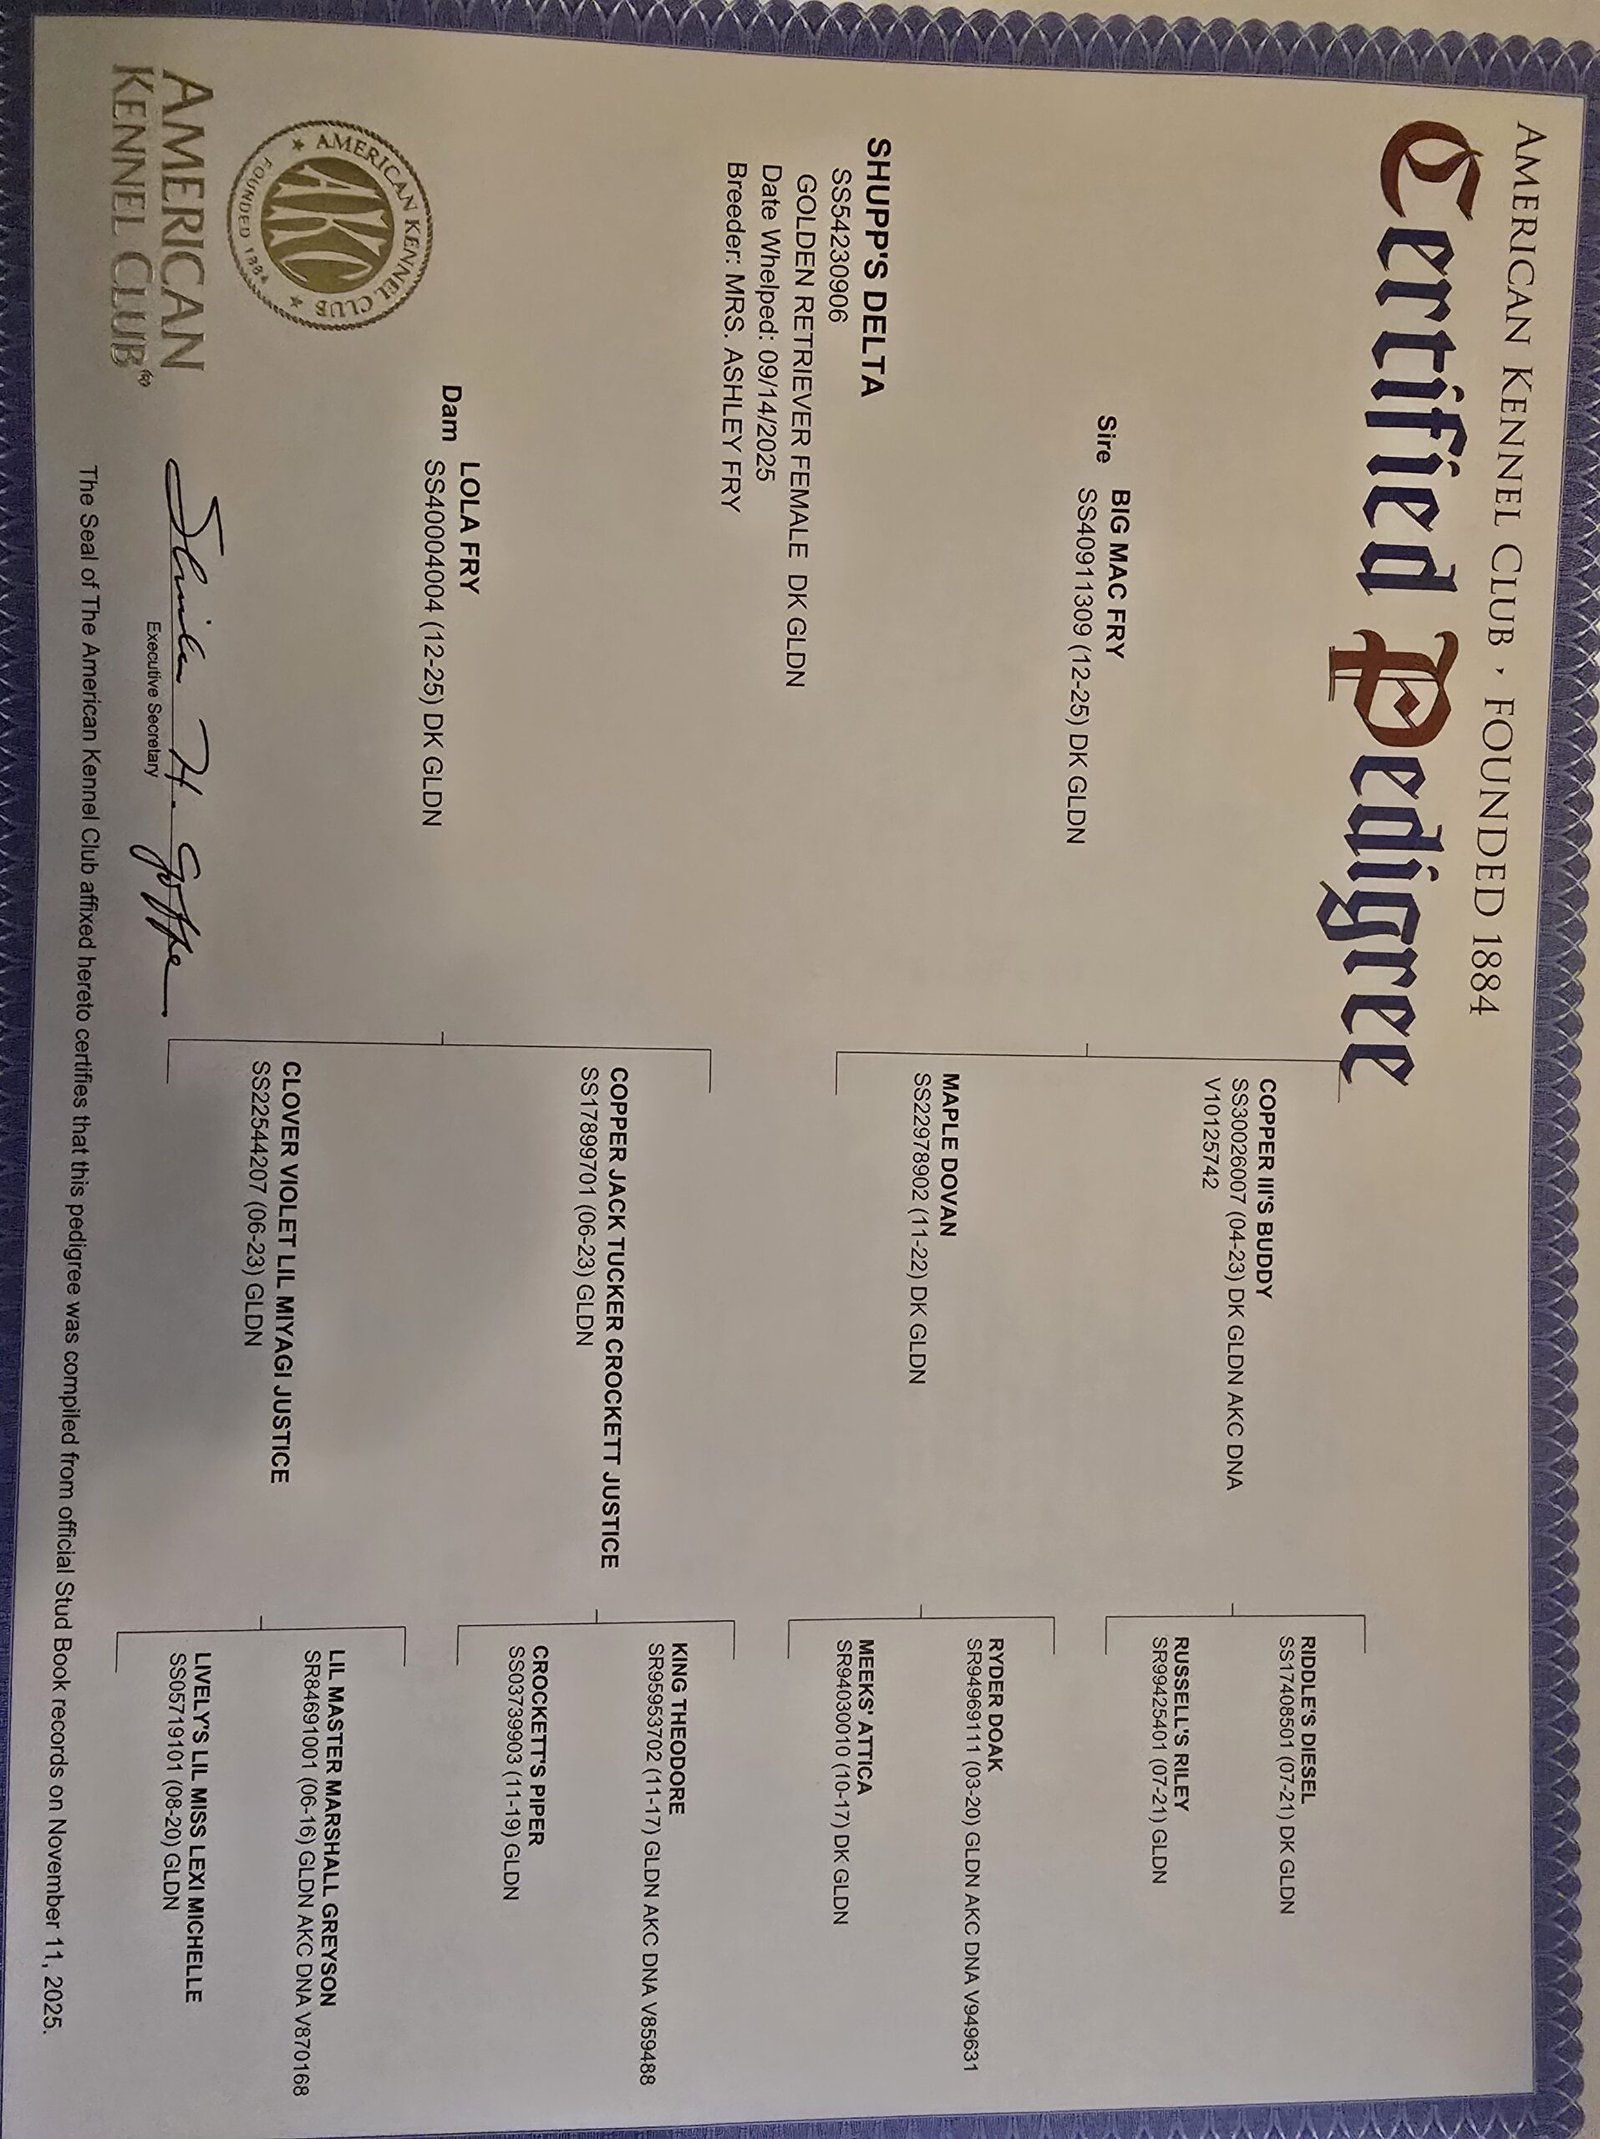 AMERICAN KENNEL CLUB · FOUNDED 1884
Certified Pedigree
SHUPP'S DELTA
SS54230906
GOLDEN RETRIEVER FEMALE DK GLDN
Date Whelped: 09/14/2025
Breeder: MRS. ASHLEY FRY
Sire BIG MAC FRY
SS40911309 (12-25) DK GLDN
Dam LOLA FRY
SS40004004 (12-25) DK GLDN
COPPER III'S BUDDY
SS30026007 (04-23) DK GLDN AKC DNA
V10125742
MAPLE DOVAN
SS22978902 (11-22) DK GLDN
COPPER JACK TUCKER CROCKETT JUSTICE
SS17899701 (06-23) GLDN
CLOVER VIOLET LIL MIYAGI JUSTICE
SS22544207 (06-23) GLDN
RIDDLE'S DIESEL
SS17408501 (07-21) DK GLDN
RUSSELL'S RILEY
SR99425401 (07-21) GLDN
RYDER DOAK
SR94969111 (03-20) GLDN AKC DNA V949631
MEEKS' ATTICA
SR94030010 (10-17) DK GLDN
KING THEODORE
SR95953702 (11-17) GLDN AKC DNA V859488
CROCKETT'S PIPER
SS03739903 (11-19) GLDN
LIL MASTER MARSHALL GREYSON
SR84691001 (06-16) GLDN AKC DNA V870168
LIVELY'S LIL MISS LEXI MICHELLE
SS05719101 (08-20) GLDN
AMERICAN KENNEL CLUB
AKC
FOUNDED 1884
AMERICAN
KENNEL CLUB®
Executive Secretary
The Seal of The American Kennel Club affixed hereto certifies that this pedigree was compiled from official Stud Book records on November 11, 2025.